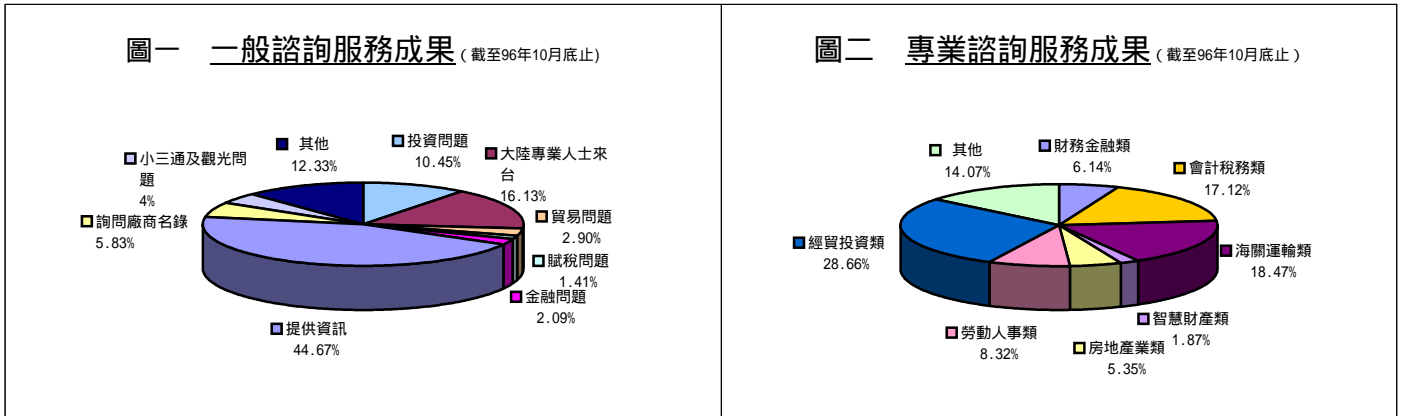 圖一 一般諮詢服務成果(截至96年10月底止)
其他
12.33%
投資問題
10.45%
大陸專業人士來
台
16.13%
小三通及觀光問
題
4%
貿易問題
2.90%
詢問廠商名錄
5.83%
賦稅問題
1.41%
金融問題
2.09%
提供資訊
44.67%
圖二 專業諮詢服務成果(截至96年10月底止)
其他
14.07%
財務金融類
6.14%
會計稅務類
17.12%
經貿投資類
28.66%
海關運輸類
18.47%
智慧財產類
1.87%
勞動人事類
8.32%
房地產業類
5.35%